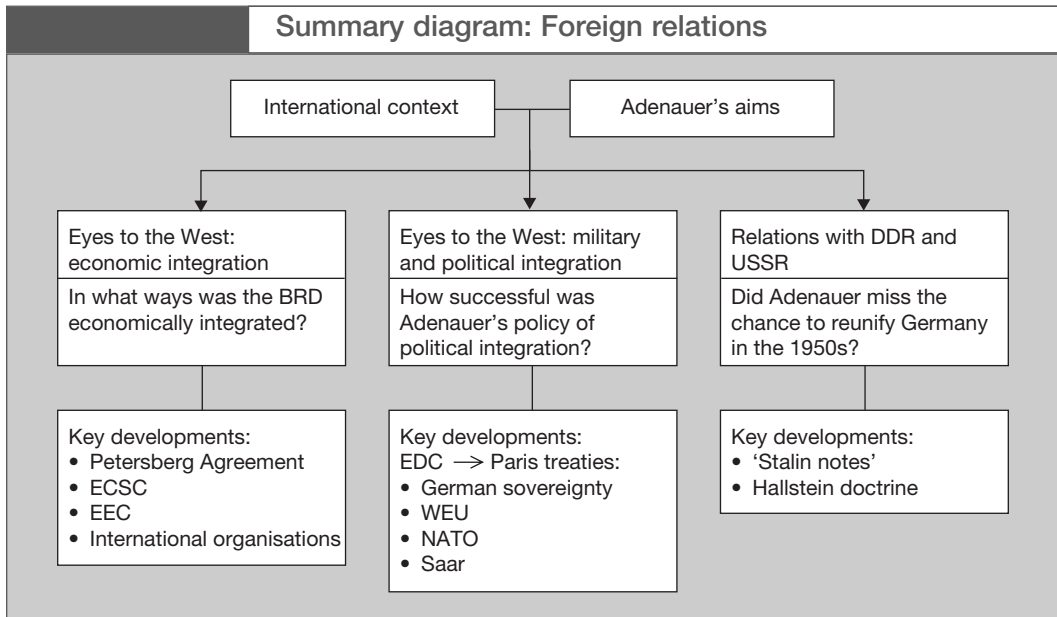 Summary diagram: Foreign relations
International context
Adenauer's aims
Eyes to the West:
economic integration
In what ways was the BRD
economically integrated?
Key developments:
• Petersberg Agreement
• ECSC
• EEC
• International organisations
Eyes to the West: military
and political integration
How successful was
Adenauer's policy of
political integration?
Key developments:
EDC → Paris treaties:
• German sovereignty
• WEU
• NATO
• Saar
Relations with DDR and
USSR
Did Adenauer miss the
chance to reunify Germany
in the 1950s?
Key developments:
• 'Stalin notes'
• Hallstein doctrine